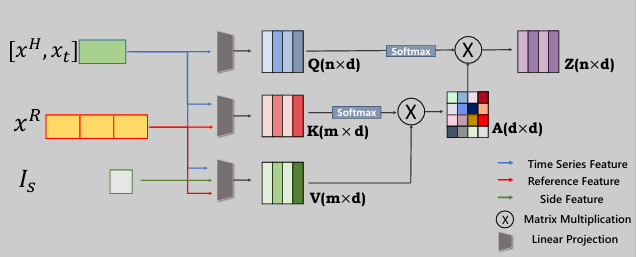 [x^H, x_t]
Q(n×d)
Softmax
X
Z(n×d)
x^R
K(m × d)
Softmax
X
A(d×d)
I_s
V(m×d)
Time Series Feature
Reference Feature
Side Feature
X
Matrix Multiplication
Linear Projection